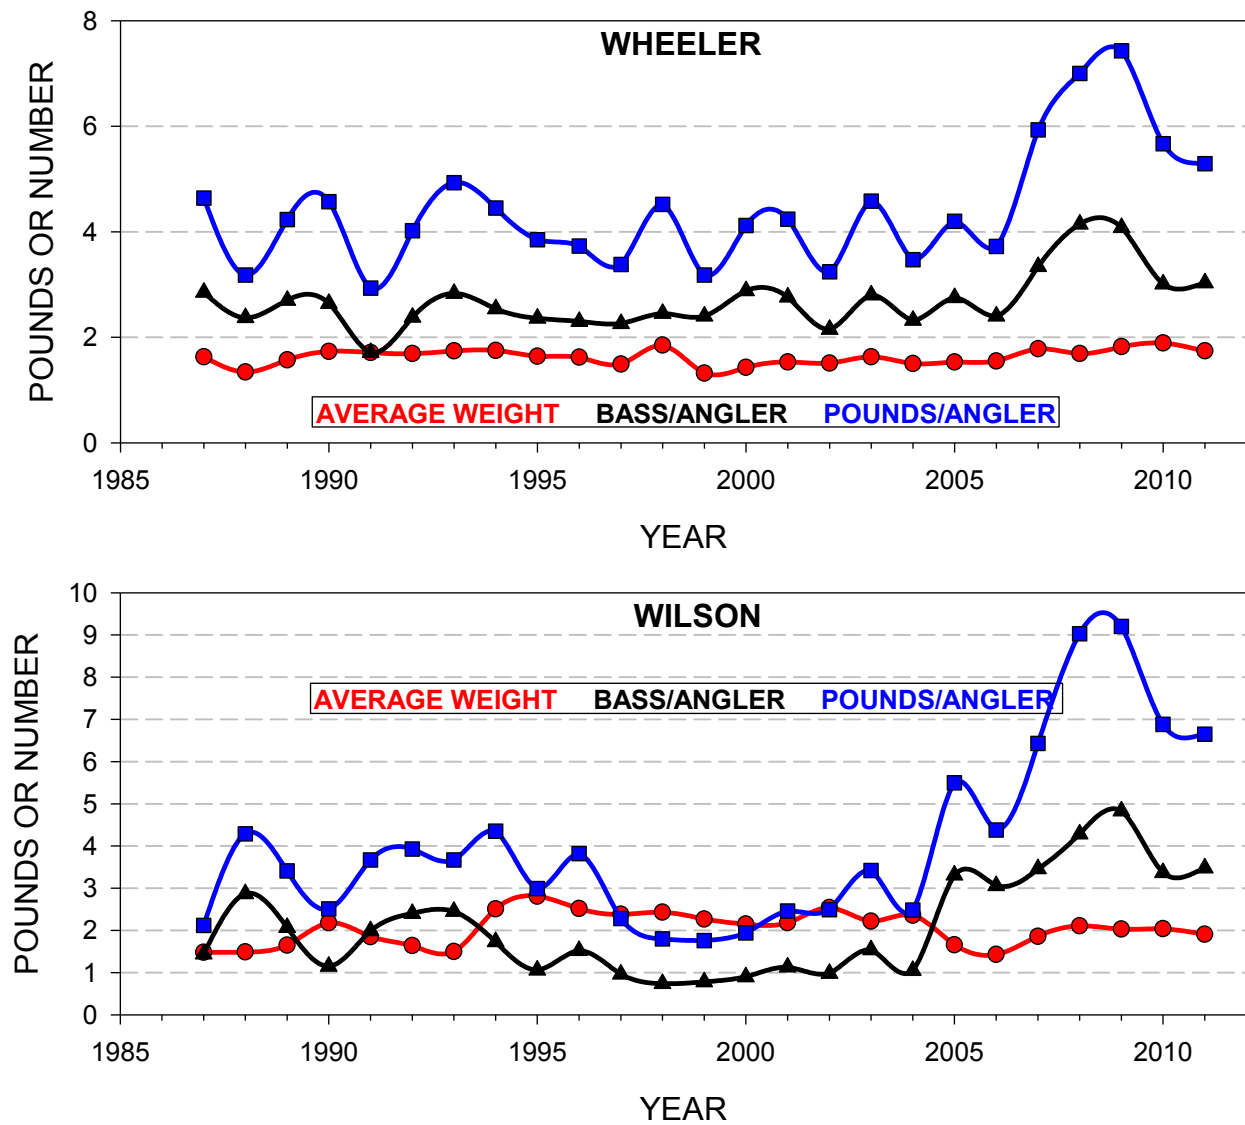 WHEELER
POUNDS OR NUMBER
8
6
4
2
0
AVERAGE WEIGHT BASS/ANGLER POUNDS/ANGLER
1985 1990 1995 2000 2005 2010
YEAR
WILSON
POUNDS OR NUMBER
10
9
8
7
6
5
4
3
2
1
0
AVERAGE WEIGHT BASS/ANGLER POUNDS/ANGLER
1985 1990 1995 2000 2005 2010
YEAR